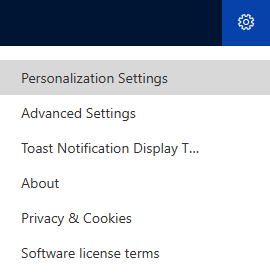 Personalization Settings
Advanced Settings
Toast Notification Display T...
About
Privacy & Cookies
Software license terms